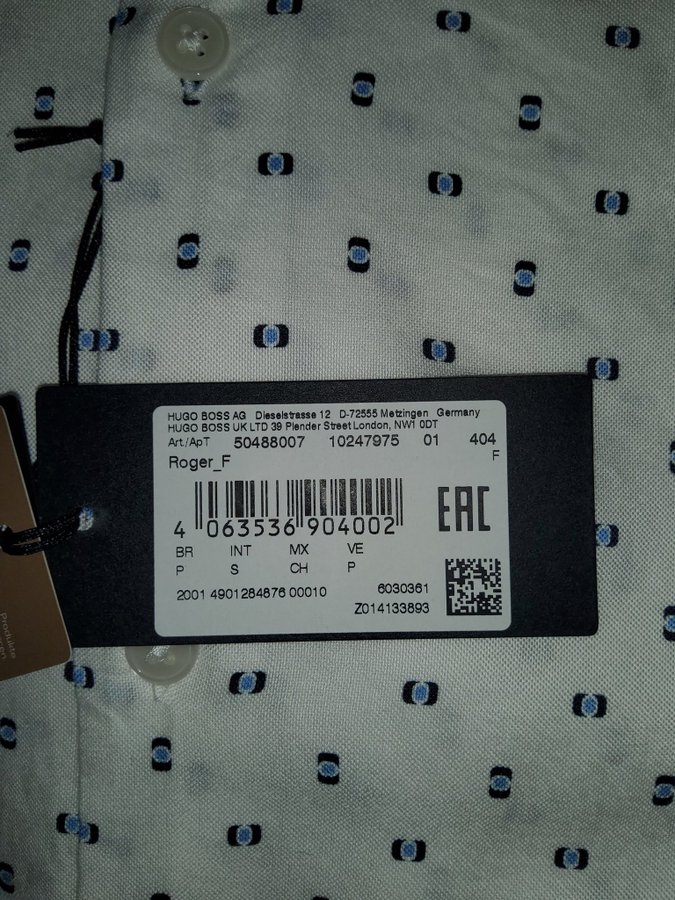 HUGO BOSS AG Dieselstrasse 12 D-72555 Metzingen Germany
HUGO BOSS UK LTD 39 Plender Street London, NW1 0DT
Art./ApT 50488007 10247975 01 404
Roger_F F
4 063536 904002
EAC
BR INT MX VE
P S CH P
2001 4901284876 00010 6030361
Z014133893
Produkte